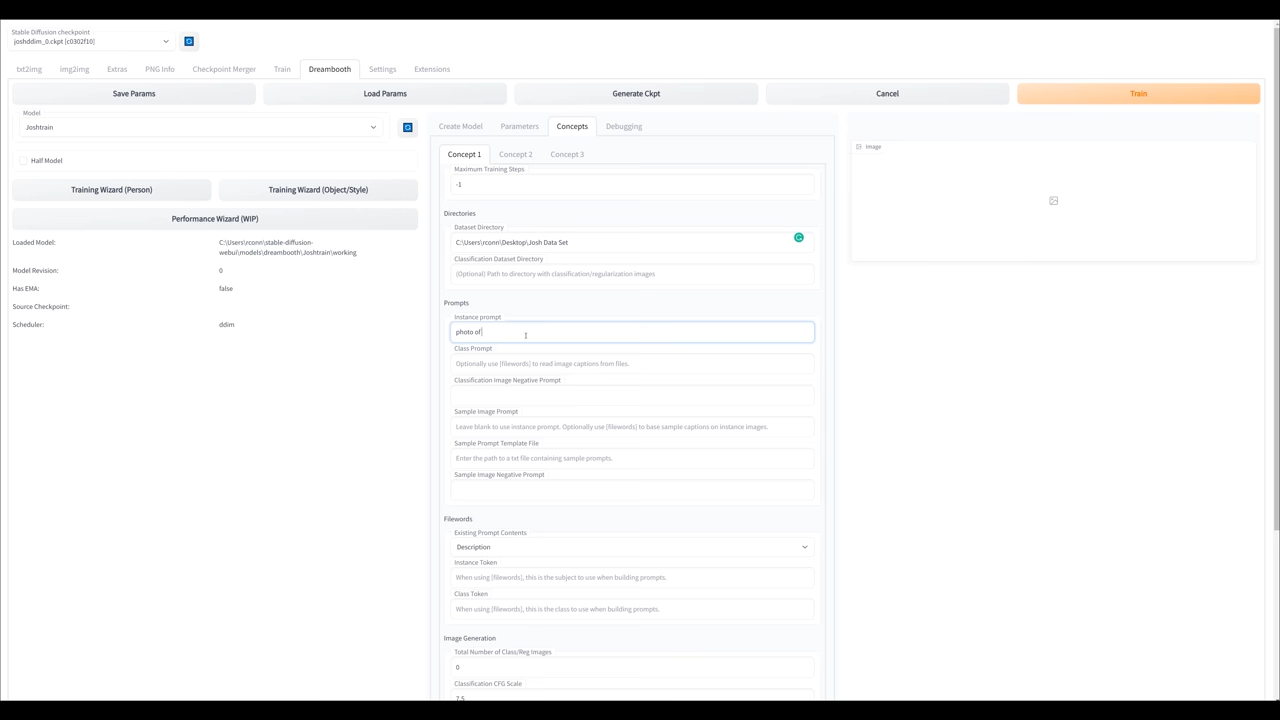 Stable Diffusion checkpoint
joshddim_0.ckpt [c0302f10]
txt2img img2img Extras PNG Info Checkpoint Merger Train Dreambooth Settings Extensions
Save Params Load Params Generate Ckpt Cancel Train
Model
Joshtrain
Half Model
Training Wizard (Person) Training Wizard (Object/Style)
Performance Wizard (WIP)
Loaded Model: C:\Users\rconn\stable-diffusion-
webui\models\dreambooth\Joshtrain\working
Model Revision: 0
Has EMA: false
Source Checkpoint:
Scheduler: ddim
Create Model Parameters Concepts Debugging
Concept 1 Concept 2 Concept 3
Maximum Training Steps
-1
Directories
Dataset Directory
C:\Users\rconn\Desktop\Josh Data Set
Classification Dataset Directory
(Optional) Path to directory with classification/regularization images
Prompts
Instance prompt
photo of
Class Prompt
Optionally use [filewords] to read image captions from files.
Classification Image Negative Prompt
Sample Image Prompt
Leave blank to use instance prompt. Optionally use [filewords] to base sample captions on instance images.
Sample Prompt Template File
Enter the path to a txt file containing sample prompts.
Sample Image Negative Prompt
Filewords
Existing Prompt Contents
Description
Instance Token
When using [filewords], this is the subject to use when building prompts.
Class Token
When using [filewords], this is the class to use when building prompts.
Image Generation
Total Number of Class/Reg Images
0
Classification CFG Scale
7.5
Image